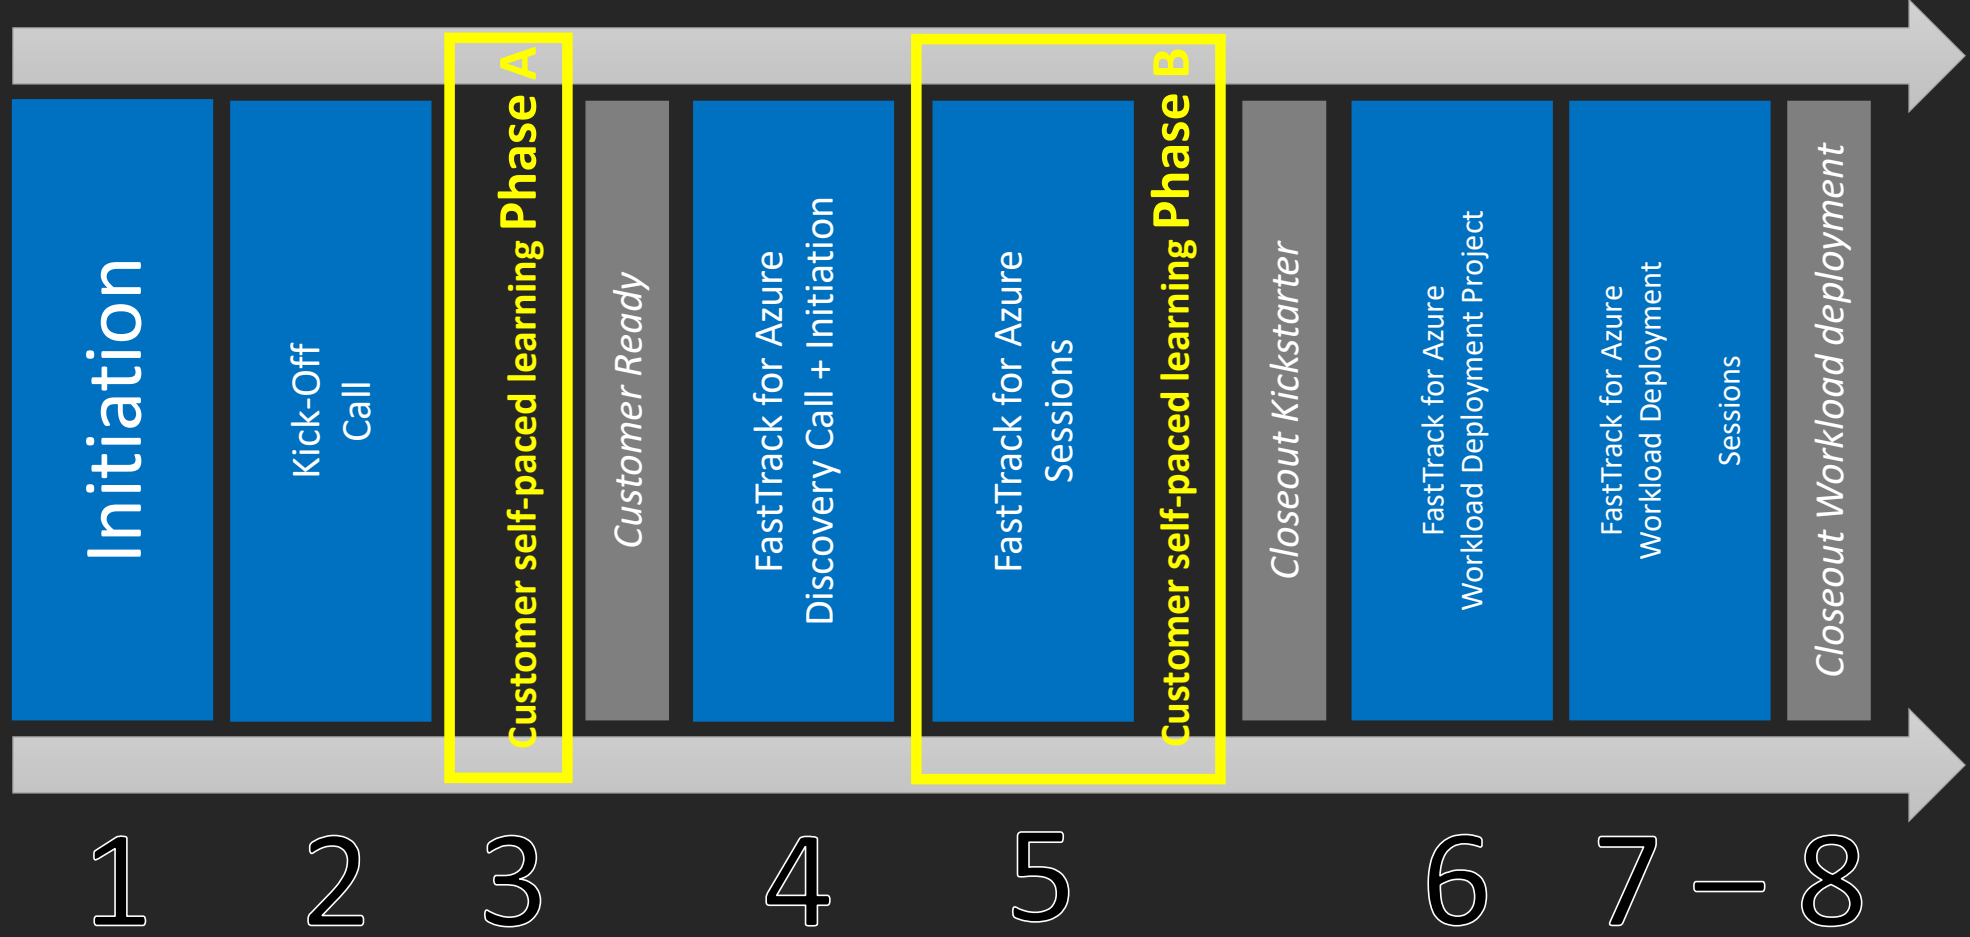 Initiation
Kick-Off
Call
Customer self-paced learning Phase A
Customer Ready
FastTrack for Azure
Discovery Call + Initiation
FastTrack for Azure
Sessions
Customer self-paced learning Phase B
Closeout Kickstarter
FastTrack for Azure
Workload Deployment Project
FastTrack for Azure
Workload Deployment
Sessions
Closeout Workload deployment
1 2 3 4 5 6 7 – 8